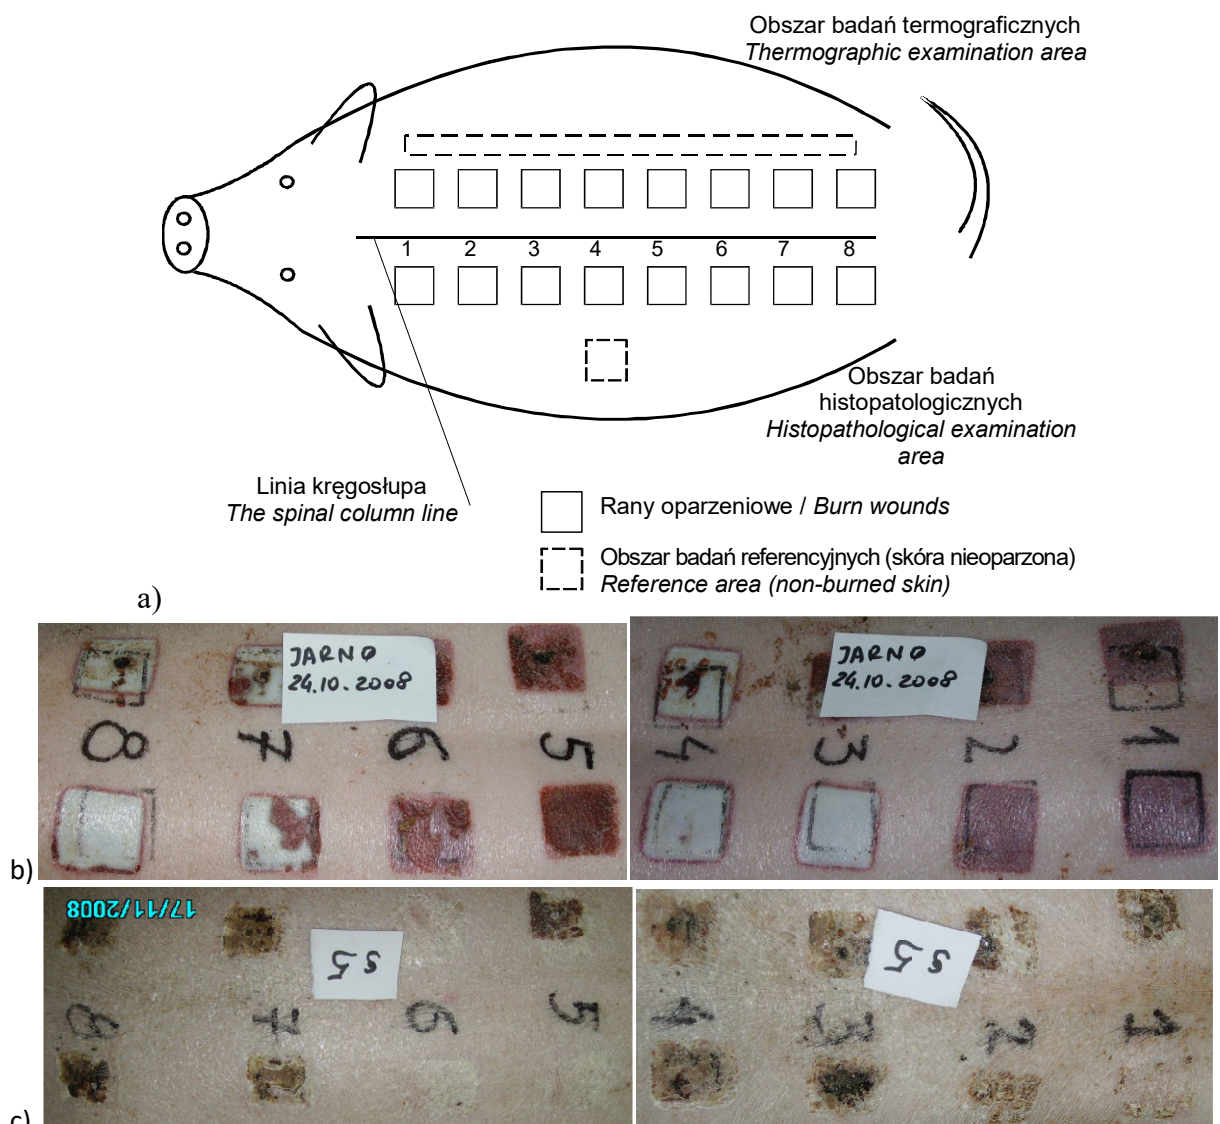 Obszar badań termograficznych
Thermographic examination area
1 2 3 4 5 6 7 8
Obszar badań
histopatologicznych
Histopathological examination
area
Linia kręgosłupa
The spinal column line
Rany oparzeniowe / Burn wounds
Obszar badań referencyjnych (skóra nieoparzona)
Reference area (non-burned skin)
a)
JARNO
24.10.2008
8 7 6 5
JARNO
24.10.2008
4 3 2 1
b)
17/11/2008
S5
8 7 6 5
S5
4 3 2 1
c)